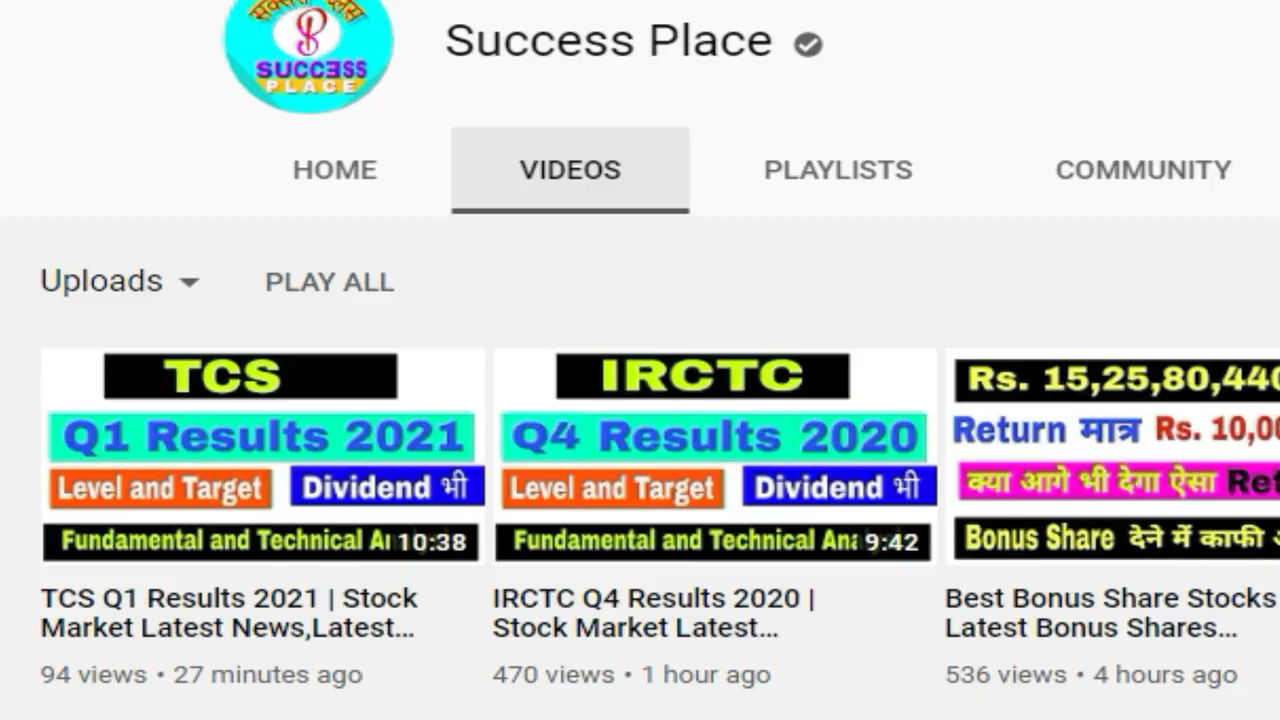 सक्सेस प्लेस
SP
SUCCESS
PLACE
Success Place
HOME
VIDEOS
PLAYLISTS
COMMUNITY
Uploads
PLAY ALL
TCS
Q1 Results 2021
Level and Target
Dividend भी
Fundamental and Technical
10:38
TCS Q1 Results 2021 | Stock
Market Latest News,Latest...
94 views • 27 minutes ago
IRCTC
Q4 Results 2020
Level and Target
Dividend भी
Fundamental and Technical
9:42
IRCTC Q4 Results 2020 |
Stock Market Latest...
470 views • 1 hour ago
Rs. 15,25,80,440
Return मात्र Rs. 10,00
क्या आगे भी देगा ऐसा Ret
Bonus Share देने में काफी
Best Bonus Share Stocks
Latest Bonus Shares...
536 views • 4 hours ago